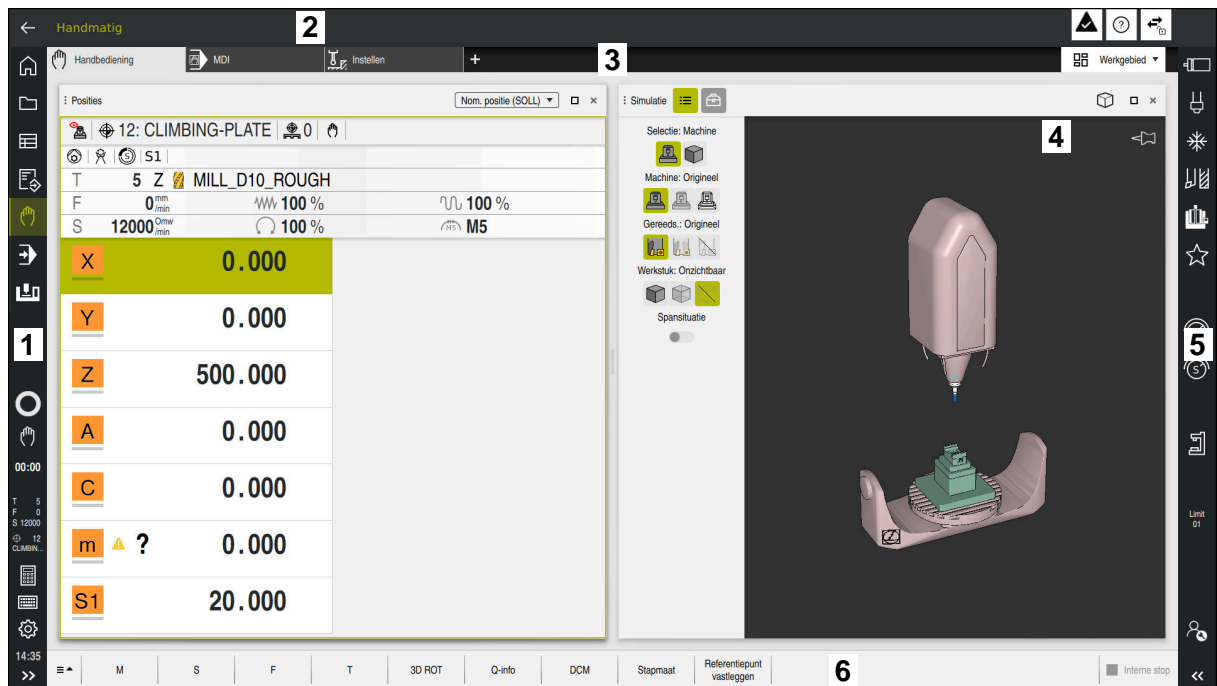 Handmatig
2
Handbediening
MDI
Instellen
+
3
Werkgebied
Posities
Nom. positie (SOLL)
Simulatie
4
12: CLIMBING-PLATE
0
S1
T 5 Z MILL_D10_ROUGH
F 0 mm/min 100 % 100 %
S 12000 Omw/min 100 % M5
X 0.000
Y 0.000
Z 500.000
A 0.000
C 0.000
m ? 0.000
S1 20.000
Selectie: Machine
Machine: Origineel
Gereeds.: Origineel
Werkstuk: Onzichtbaar
Spansituatie
1
00:00
T 5
F 0
S 12000
12
CLIMBIN...
14:35
5
S
Limit
01
M
S
F
T
3D ROT
Q-info
DCM
Stapmaat
Referentiepunt
vastleggen
6
Interne stop